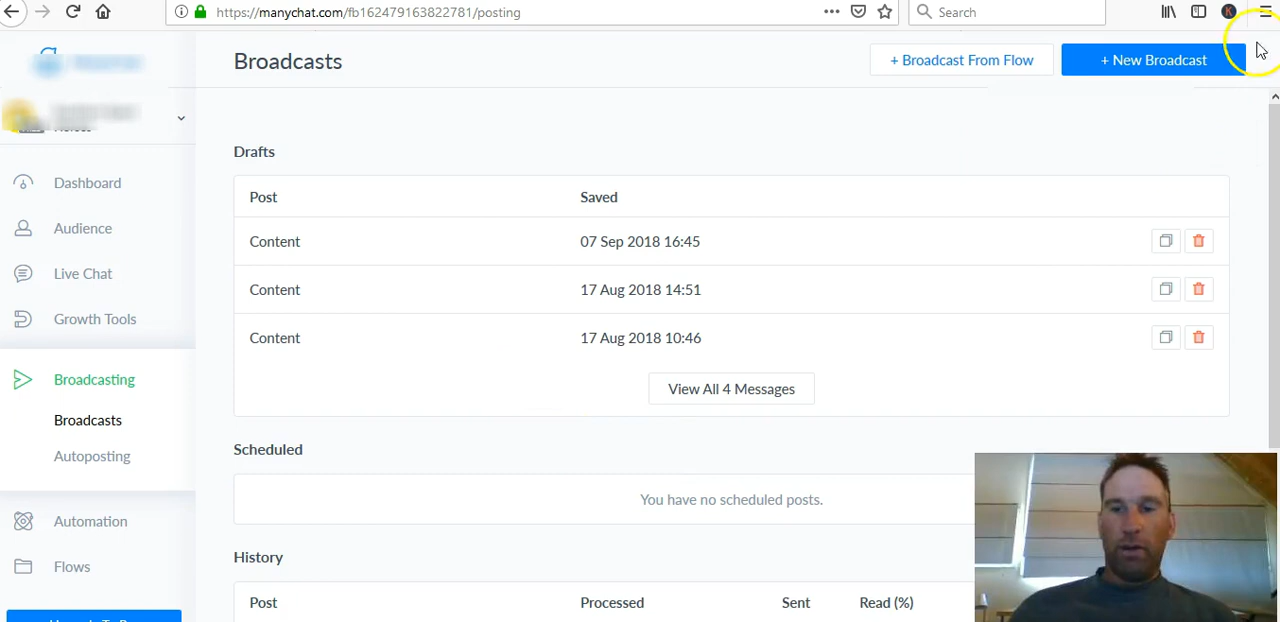 https://manychat.com/fb162479163822781/posting
Search
K
Broadcasts
+ Broadcast From Flow
+ New Broadcast
Dashboard
Audience
Live Chat
Growth Tools
Broadcasting
Broadcasts
Autoposting
Automation
Flows
Drafts
Post Saved
Content 07 Sep 2018 16:45
Content 17 Aug 2018 14:51
Content 17 Aug 2018 10:46
View All 4 Messages
Scheduled
You have no scheduled posts.
History
Post Processed Sent Read (%)